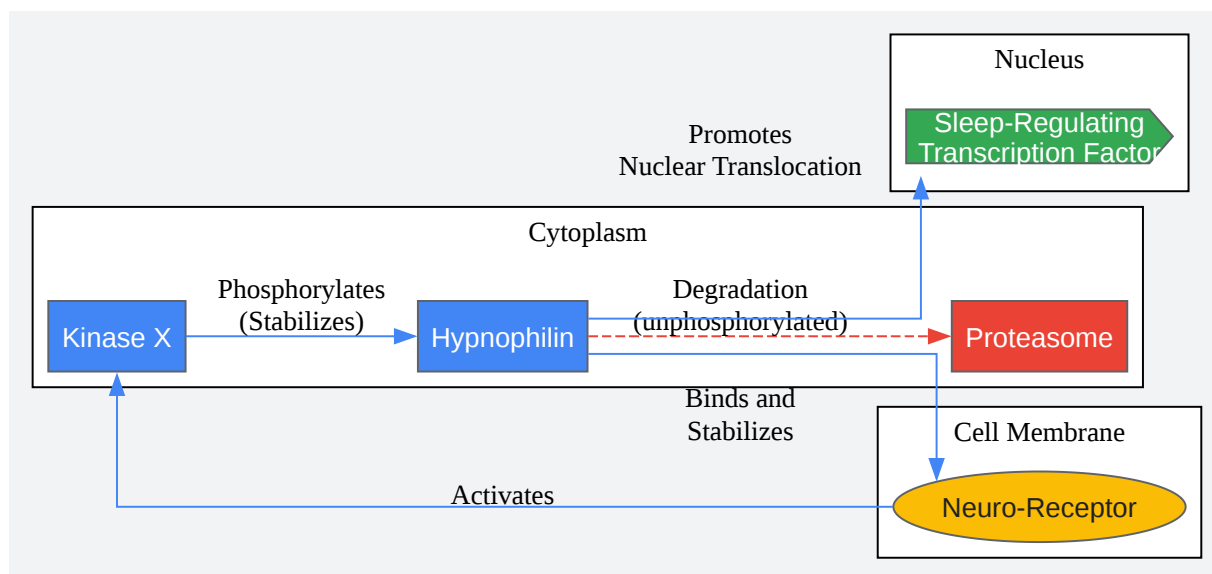 Nucleus
Sleep-Regulating
Transcription Factor
Promotes
Nuclear Translocation
Cytoplasm
Phosphorylates
(Stabilizes)
Degradation
(unphosphorylated)
Kinase X
Hypnophilin
Proteasome
Binds and
Stabilizes
Cell Membrane
Activates
Neuro-Receptor